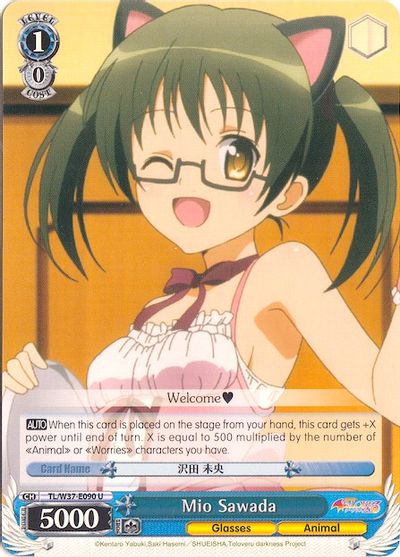 LEVEL
1
0
COST
Welcome♥
AUTO When this card is placed on the stage from your hand, this card gets +X
power until end of turn. X is equal to 500 multiplied by the number of
«Animal» or «Worries» characters you have.
Card Name 沢田 未央
CH TL/W37-E090 U
5000 Mio Sawada
Glasses Animal
©Kentaro Yabuki,Saki Hasemi／SHUEISHA,Toloveru darkness Project